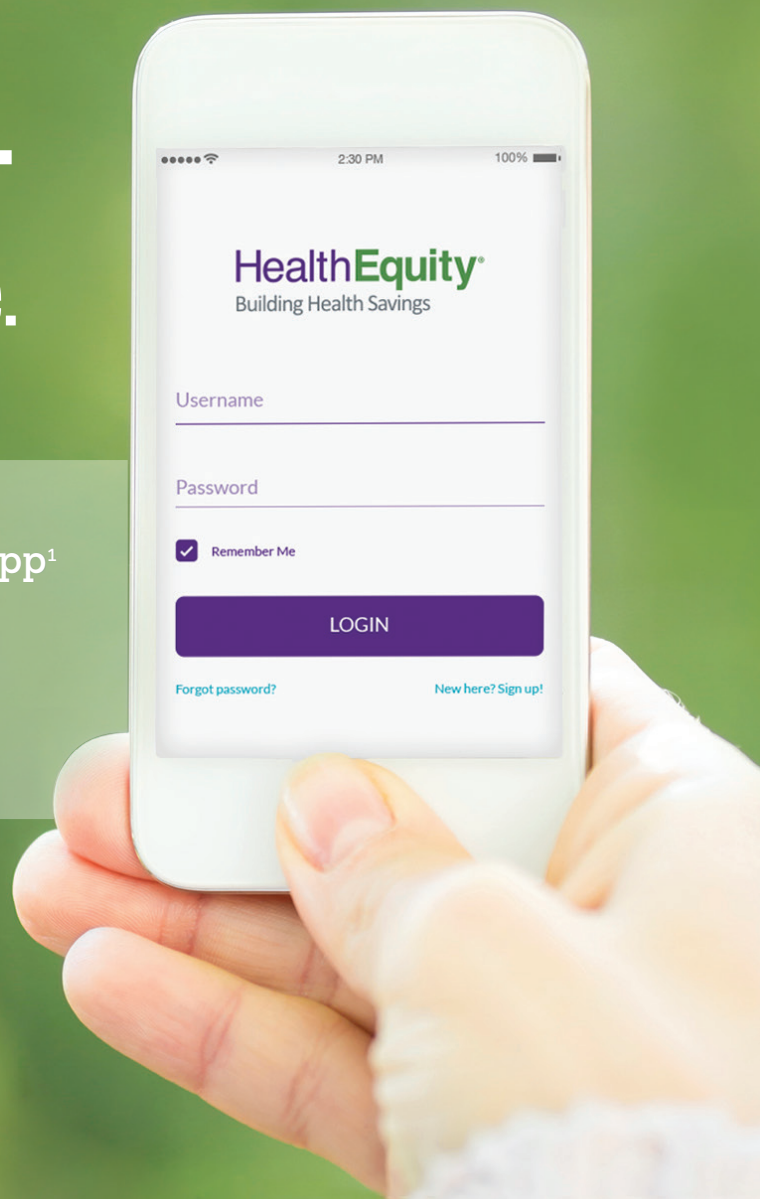 2:30 PM 100%
HealthEquity®
Building Health Savings
Username
Password
Remember Me
pp¹
LOGIN
Forgot password? New here? Sign up!